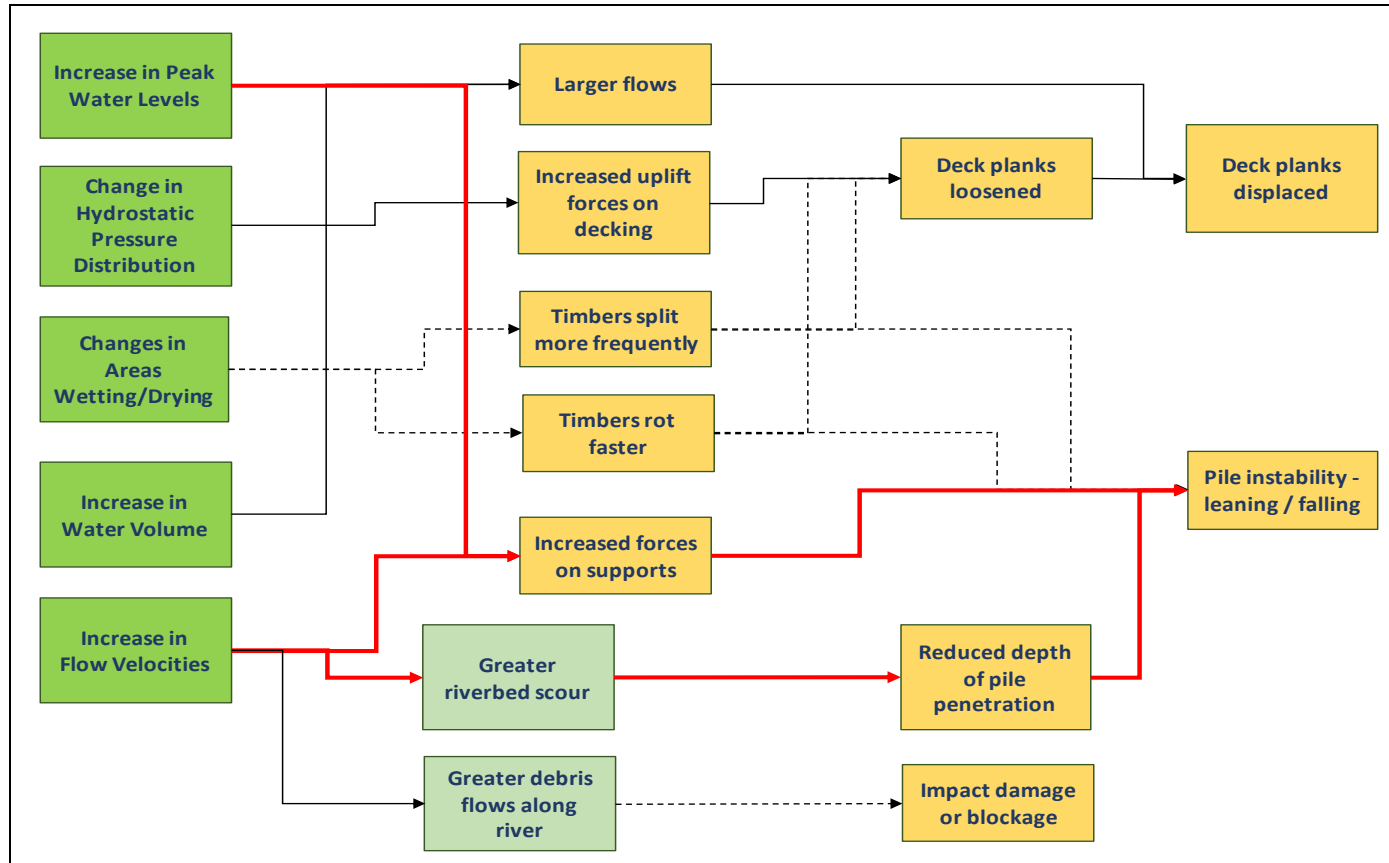 Increase in Peak
Water Levels
Larger flows
Deck planks
displaced
Change in
Hydrostatic
Pressure
Distribution
Increased uplift
forces on
decking
Deck planks
loosened
Changes in
Areas
Wetting/Drying
Timbers split
more frequently
Timbers rot
faster
Increase in
Water Volume
Pile instability -
leaning / falling
Increased forces
on supports
Increase in
Flow Velocities
Greater
riverbed scour
Reduced depth
of pile
penetration
Greater debris
flows along
river
Impact damage
or blockage